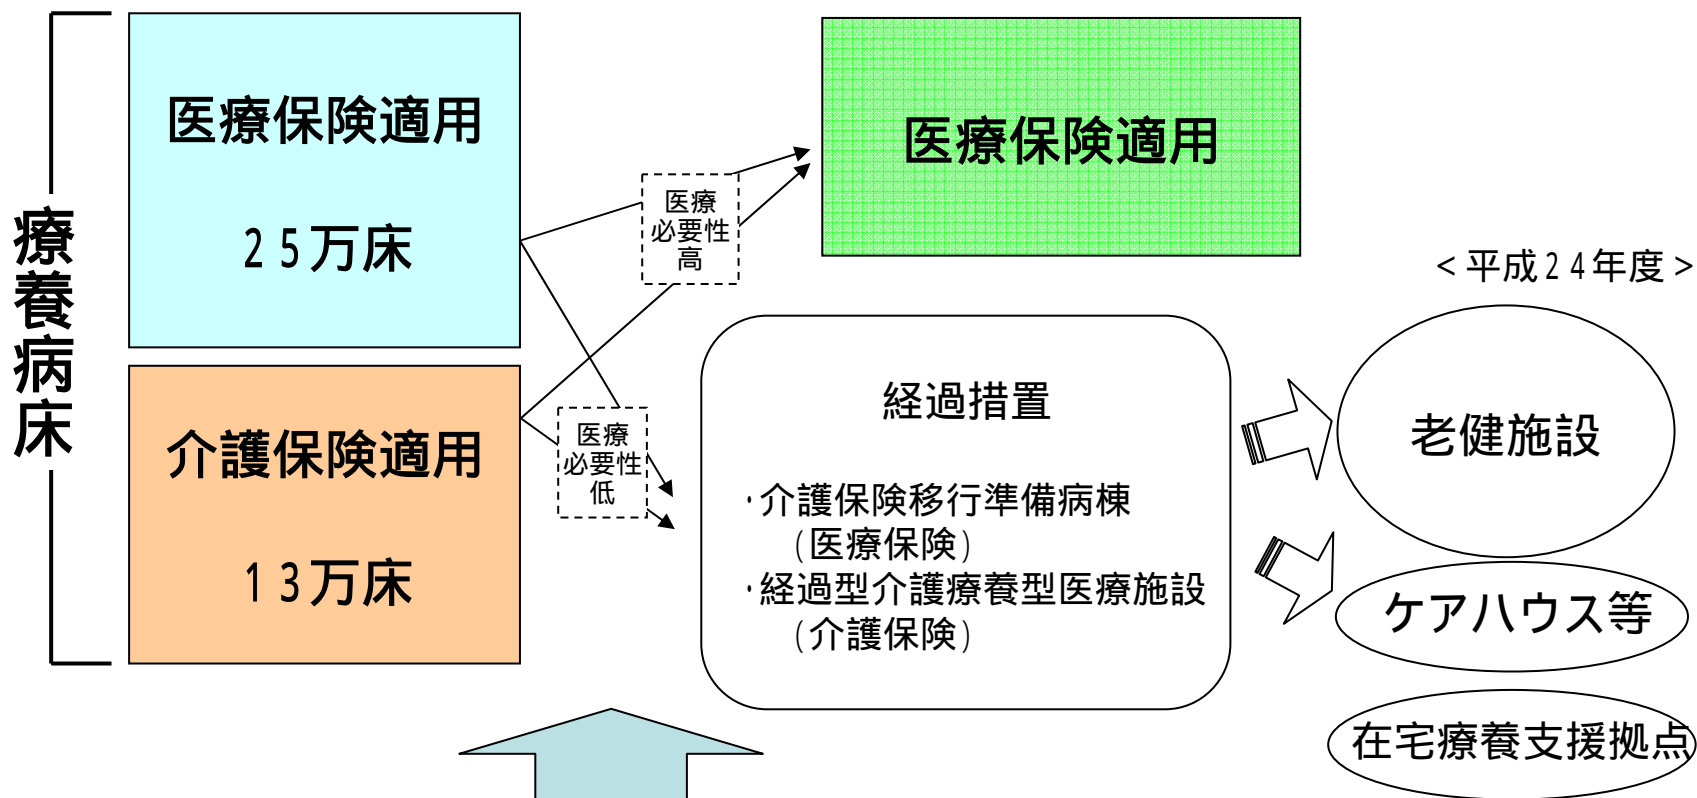 療養病床
医療保険適用
25万床
介護保険適用
13万床
医療
必要性
高
医療
必要性
低
医療保険適用
経過措置
・介護保険移行準備病棟
(医療保険)
・経過型介護療養型医療施設
(介護保険)
<平成24年度>
老健施設
ケアハウス等
在宅療養支援拠点